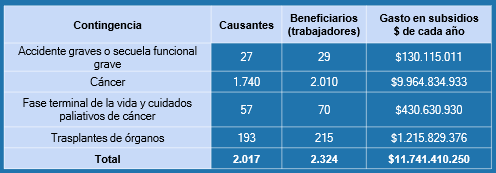 Contingencia Causantes Beneficiarios (trabajadores) Gasto en subsidios $ de cada año
Accidente graves o secuela funcional grave 27 29 $130.115.011
Cáncer 1.740 2.010 $9.964.834.933
Fase terminal de la vida y cuidados paliativos de cáncer 57 70 $430.630.930
Trasplantes de órganos 193 215 $1.215.829.376
Total 2.017 2.324 $11.741.410.250